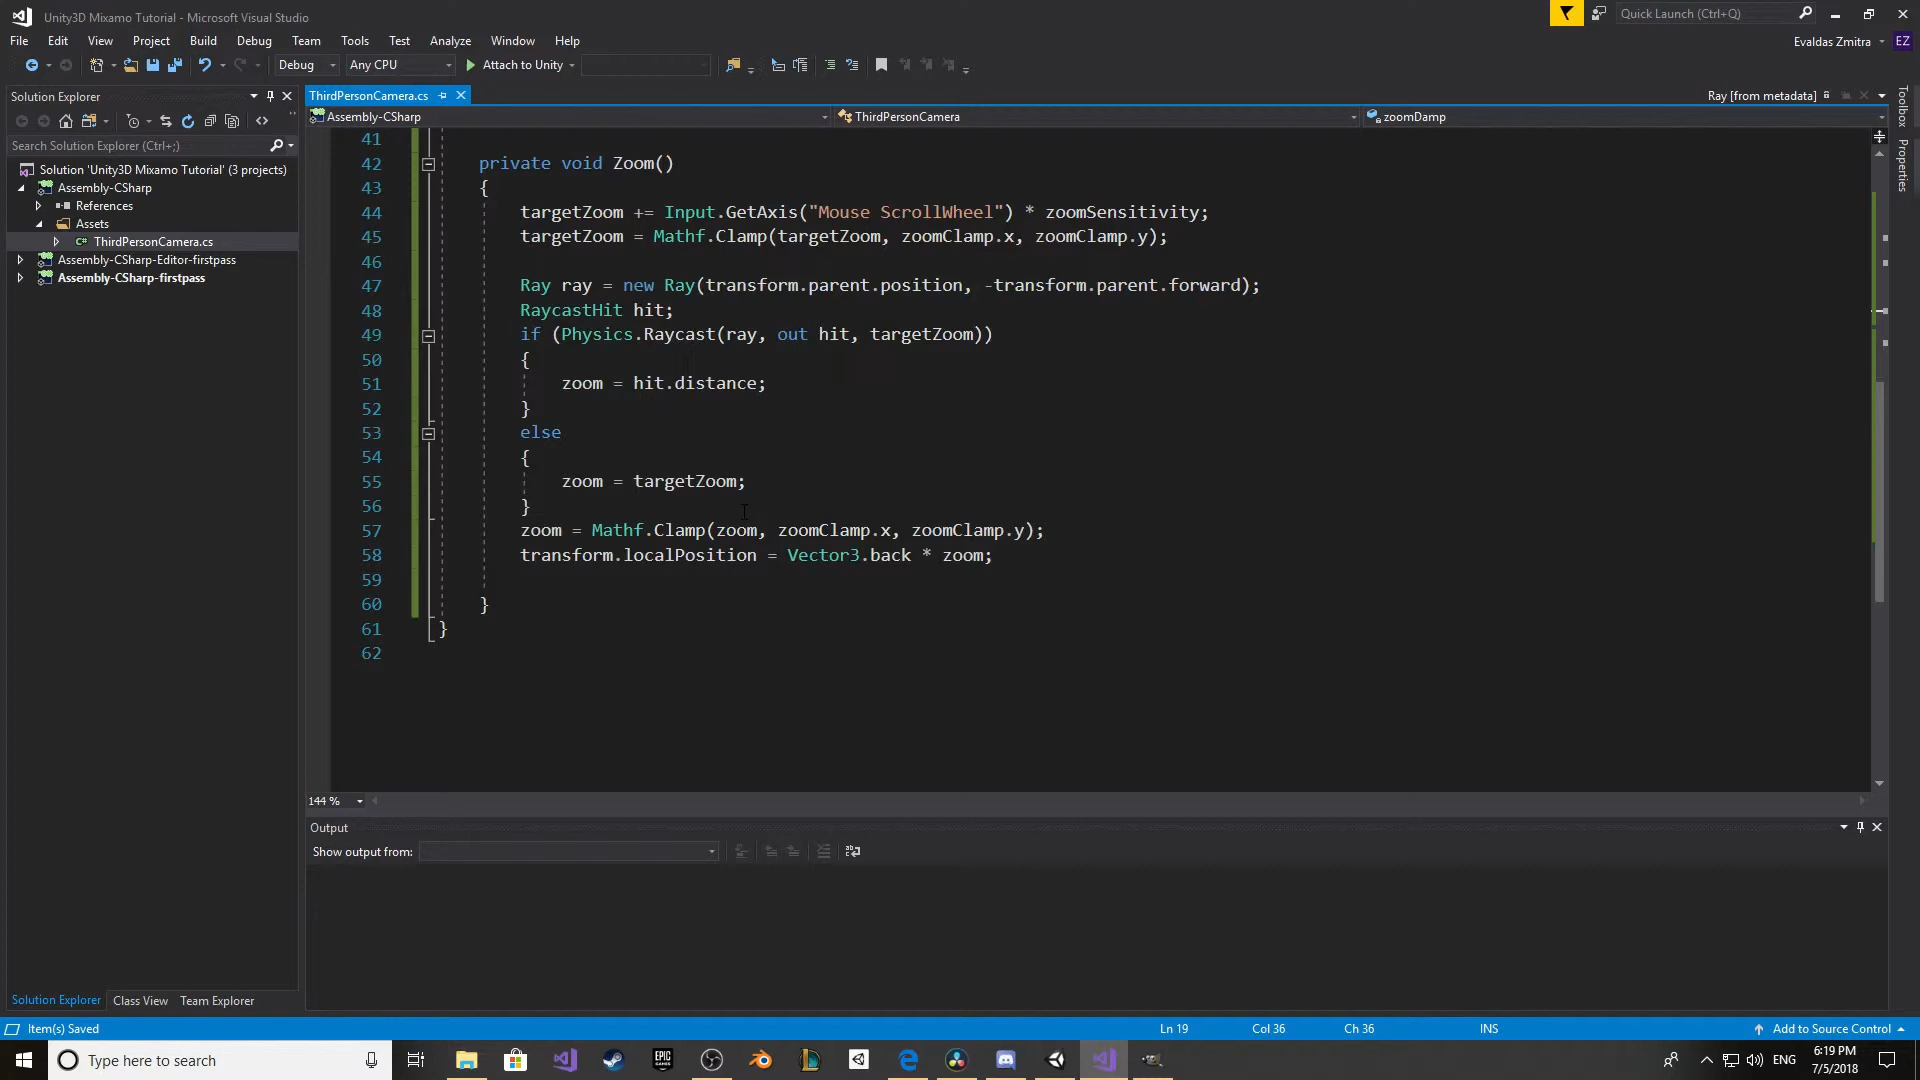 Unity3D Mixamo Tutorial - Microsoft Visual Studio
Quick Launch (Ctrl+Q)
File Edit View Project Build Debug Team Tools Test Analyze Window Help
Evaldas Zmitra EZ
Debug Any CPU Attach to Unity
Solution Explorer
ThirdPersonCamera.cs
Ray [from metadata]
Assembly-CSharp ThirdPersonCamera zoomDamp
Search Solution Explorer (Ctrl+;)
Solution 'Unity3D Mixamo Tutorial' (3 projects)
Assembly-CSharp
References
Assets
C# ThirdPersonCamera.cs
Assembly-CSharp-Editor-firstpass
Assembly-CSharp-firstpass
Solution Explorer Class View Team Explorer
41
42 private void Zoom()
43 {
44 targetZoom += Input.GetAxis("Mouse ScrollWheel") * zoomSensitivity;
45 targetZoom = Mathf.Clamp(targetZoom, zoomClamp.x, zoomClamp.y);
46
47 Ray ray = new Ray(transform.parent.position, -transform.parent.forward);
48 RaycastHit hit;
49 if (Physics.Raycast(ray, out hit, targetZoom))
50 {
51 zoom = hit.distance;
52 }
53 else
54 {
55 zoom = targetZoom;
56 }
57 zoom = Mathf.Clamp(zoom, zoomClamp.x, zoomClamp.y);
58 transform.localPosition = Vector3.back * zoom;
59
60 }
61 }
62
144 %
Toolbox
Properties
Output
Show output from:
Item(s) Saved Ln 19 Col 36 Ch 36 INS Add to Source Control
Type here to search
EPIC GAMES
ENG
6:19 PM
7/5/2018